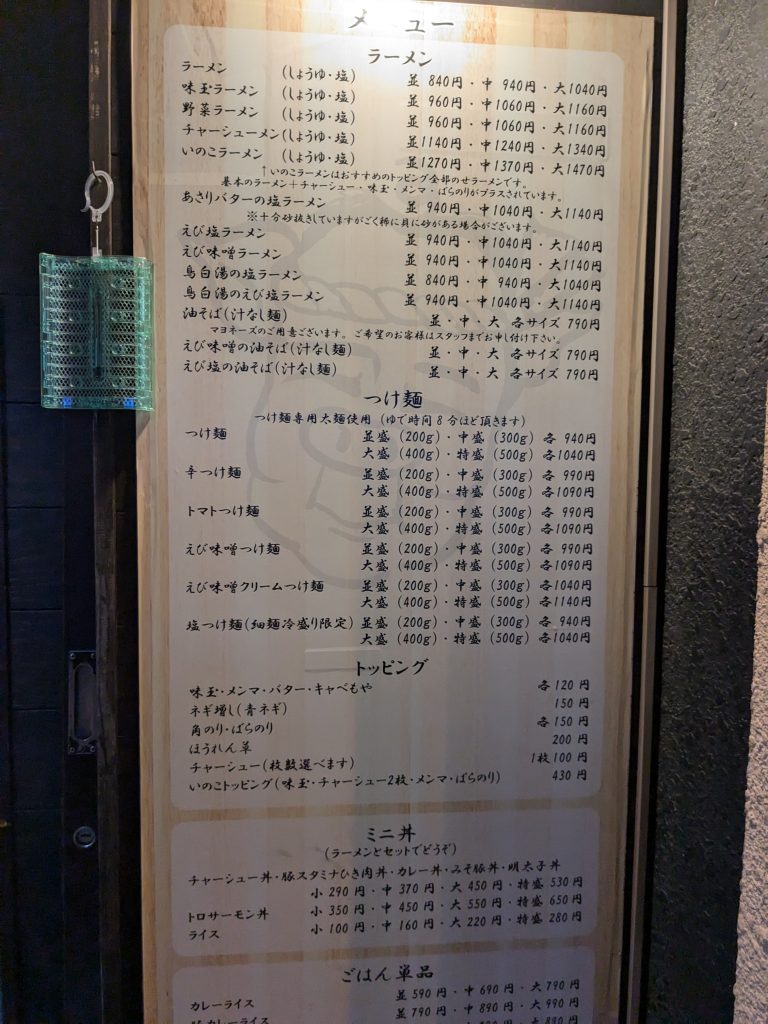 メニュー
ラーメン
ラーメン (しょうゆ・塩) 並 840円・中 940円・大1040円
味玉ラーメン (しょうゆ・塩) 並 960円・中1060円・大1160円
野菜ラーメン (しょうゆ・塩) 並 960円・中1060円・大1160円
チャーシューメン(しょうゆ・塩) 並1140円・中1240円・大1340円
いのこラーメン (しょうゆ・塩) 並1270円・中1370円・大1470円
↑いのこラーメンはおすすめのトッピング全部のせラーメンです。
基本のラーメン+チャーシュー・味玉・メンマ・ばらのりがプラスされています。
あさりバターの塩ラーメン 並 940円・中1040円・大1140円
※十分砂抜きしていますがごく稀に貝に砂がある場合がございます。
えび塩ラーメン 並 940円・中1040円・大1140円
えび味噌ラーメン 並 940円・中1040円・大1140円
鳥白湯の塩ラーメン 並 840円・中 940円・大1040円
鳥白湯のえび塩ラーメン 並 940円・中1040円・大1140円
油そば(汁なし麺) 並・中・大 各サイズ 790円
マヨネーズのご用意ございます。ご希望のお客様はスタッフまでお申し付け下さい。
えび味噌の油そば(汁なし麺) 並・中・大 各サイズ 790円
えび塩の油そば(汁なし麺) 並・中・大 各サイズ 790円
つけ麺
つけ麺専用太麺使用 (ゆで時間8分ほど頂きます)
つけ麺 並盛 (200g)・中盛 (300g) 各 940円
大盛 (400g)・特盛 (500g) 各1040円
辛つけ麺 並盛 (200g)・中盛 (300g) 各 990円
大盛 (400g)・特盛 (500g) 各1090円
トマトつけ麺 並盛 (200g)・中盛 (300g) 各 990円
大盛 (400g)・特盛 (500g) 各1090円
えび味噌つけ麺 並盛 (200g)・中盛 (300g) 各 990円
大盛 (400g)・特盛 (500g) 各1090円
えび味噌クリームつけ麺 並盛 (200g)・中盛 (300g) 各1040円
大盛 (400g)・特盛 (500g) 各1140円
塩つけ麺(細麺冷盛り限定) 並盛 (200g)・中盛 (300g) 各 940円
大盛 (400g)・特盛 (500g) 各1040円
トッピング
味玉・メンマ・バター・キャベもや 各120円
ネギ増し(青ネギ) 150円
角のり・ばらのり 各150円
ほうれん草 200円
チャーシュー(枚数選べます) 1枚100円
いのこトッピング(味玉・チャーシュー2枚・メンマ・ばらのり) 430円
ミニ丼
(ラーメンとセットでどうぞ)
チャーシュー丼・豚スタミナひき肉丼・カレー丼・みそ豚丼・明太子丼
小 290円・中 370円・大 450円・特盛 530円
トロサーモン丼 小 350円・中 450円・大 550円・特盛 650円
ライス 小 100円・中 160円・大 220円・特盛 280円
ごはん単品
カレーライス 並590円・中690円・大790円
並790円・中890円・大990円